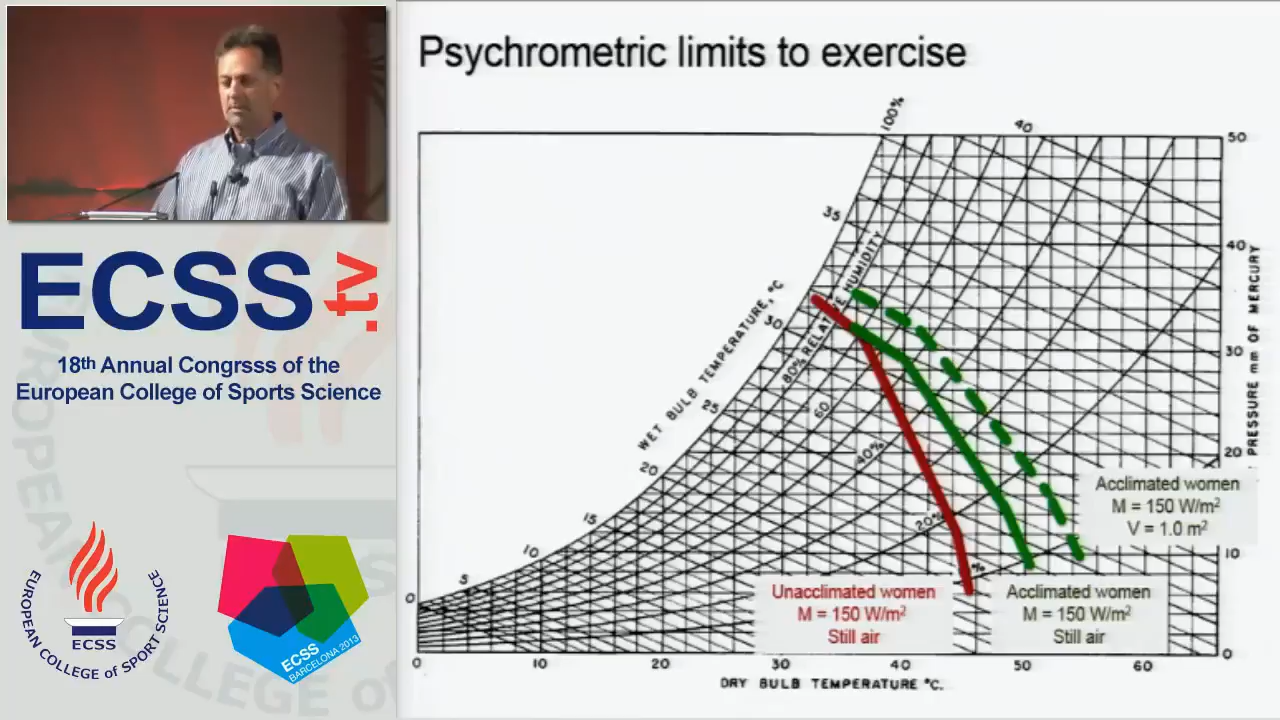 Psychrometric limits to exercise
ECSS
.tv
18th Annual Congrsss of the
European College of Sports Science
EUROPEAN COLLEGE OF SPORT SCIENCE
ECSS
ECSS
BARCELONA 2013
100%
40
50
35
40
WET BULB TEMPERATURE, °C
80% RELATIVE HUMIDITY
PRESSURE mm OF MERCURY
30
30
25
60
40%
20
20
Acclimated women
M = 150 W/m²
V = 1.0 m²
15
20%
10
10
5
%
0
Unacclimated women
M = 150 W/m²
Still air
Acclimated women
M = 150 W/m²
Still air
0
0
10
20
30
40
50
60
DRY BULB TEMPERATURE °C.